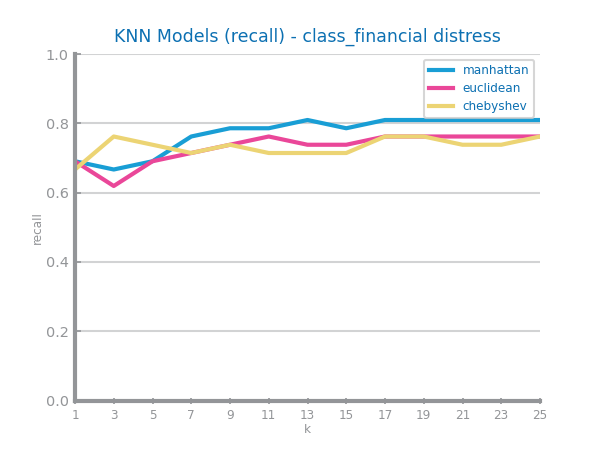 KNN Models (recall) - class_financial distress
1.0
0.8
0.6
0.4
0.2
0.0
recall
manhattan
euclidean
chebyshev
1 3 5 7 9 11 13 15 17 19 21 23 25
k